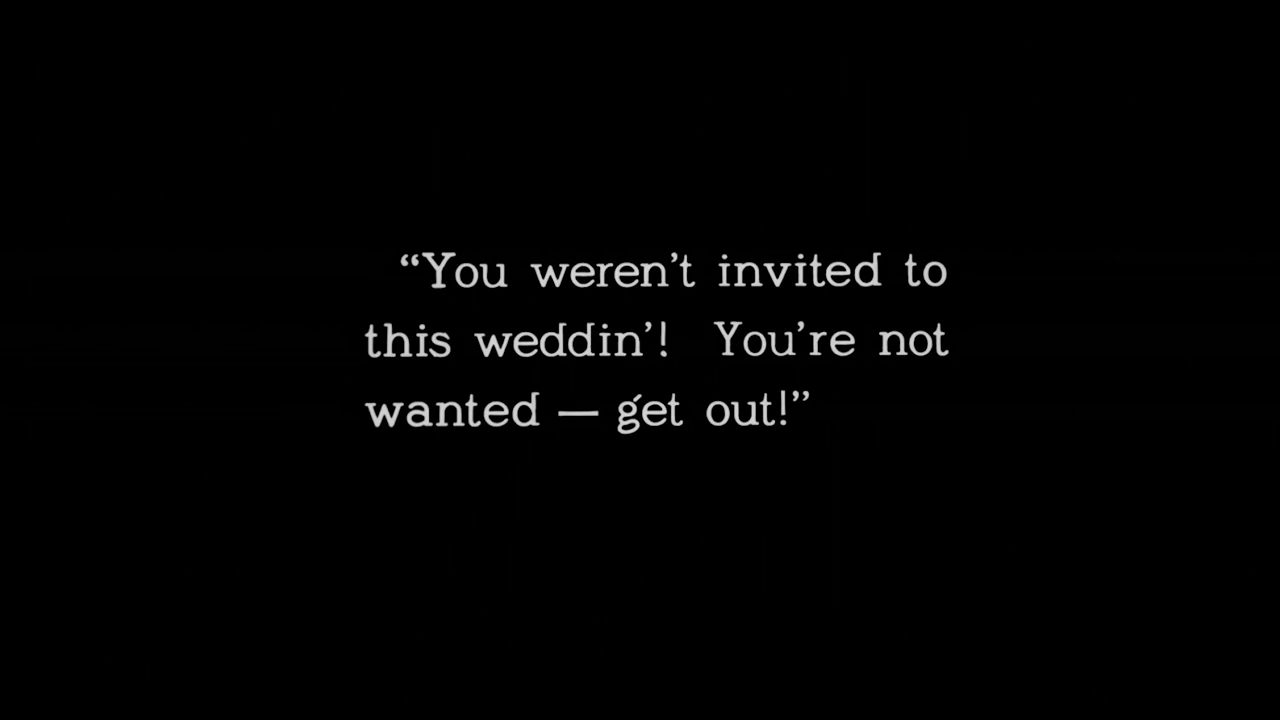 “You weren’t invited to
this weddin’! You’re not
wanted — get out!”